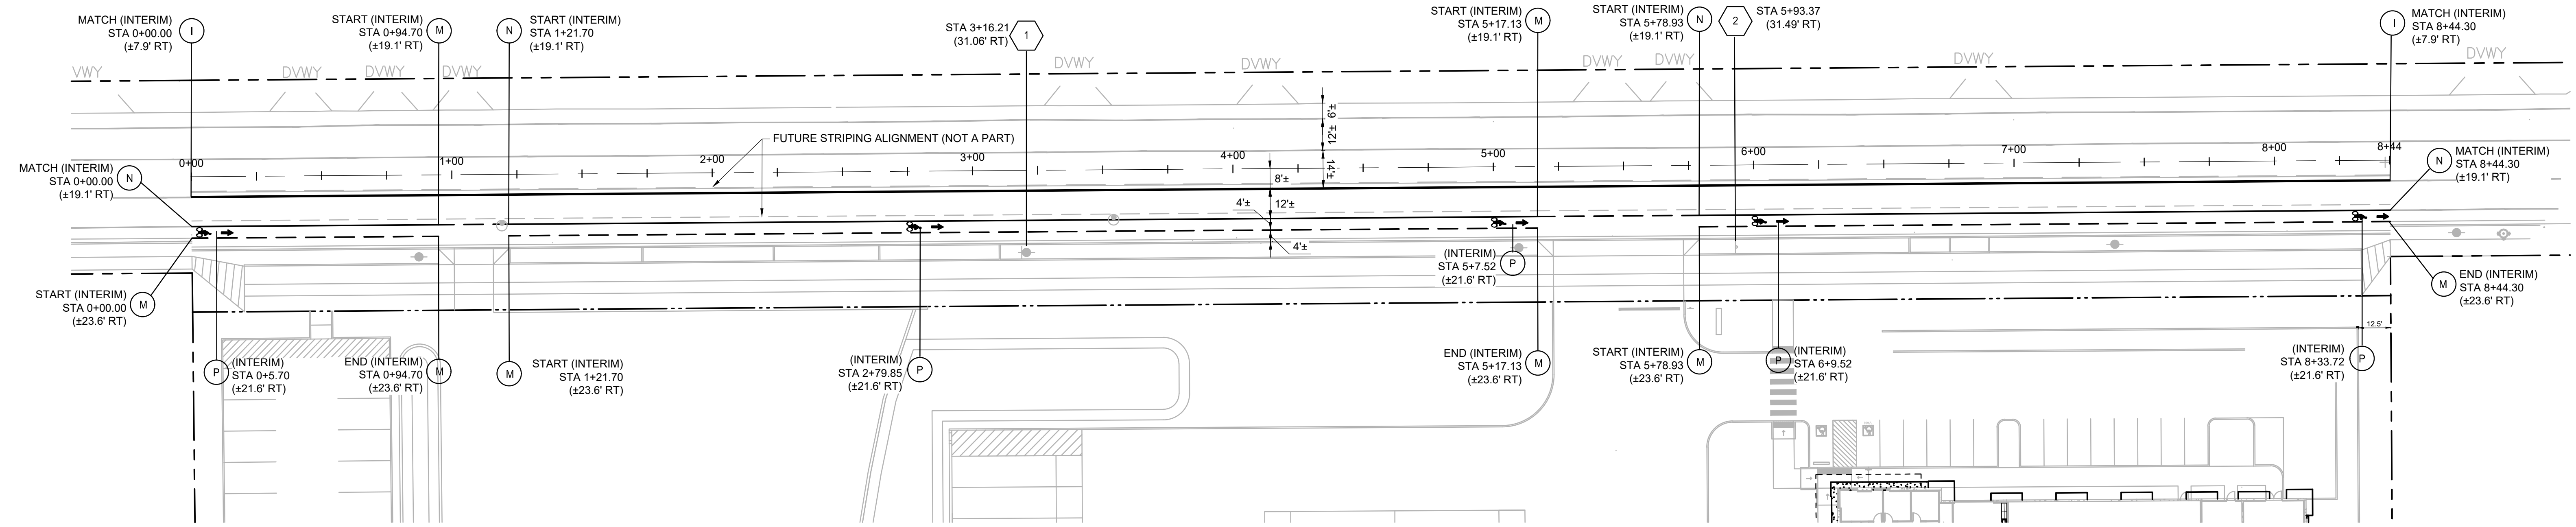 MATCH (INTERIM)
STA 0+00.00
(±7.9' RT)
I
START (INTERIM)
STA 0+94.70
(±19.1' RT)
M
N
START (INTERIM)
STA 1+21.70
(±19.1' RT)
STA 3+16.21
(31.06' RT)
1
START (INTERIM)
STA 5+17.13
(±19.1' RT)
M
START (INTERIM)
STA 5+78.93
(±19.1' RT)
N
2
STA 5+93.37
(31.49' RT)
I
MATCH (INTERIM)
STA 8+44.30
(±7.9' RT)
VWY
DVWY
DVWY
DVWY
DVWY
DVWY
DVWY
DVWY
DVWY
DVWY
6'±
12'±
14'±
FUTURE STRIPING ALIGNMENT (NOT A PART)
0+00
1+00
2+00
3+00
4+00
5+00
6+00
7+00
8+00
8+44
MATCH (INTERIM)
STA 0+00.00
(±19.1' RT)
N
8'±
4'±
12'±
4'±
N
MATCH (INTERIM)
STA 8+44.30
(±19.1' RT)
(INTERIM)
STA 5+7.52
(±21.6' RT)
P
START (INTERIM)
STA 0+00.00
(±23.6' RT)
M
M
END (INTERIM)
STA 8+44.30
(±23.6' RT)
12.5'
P
(INTERIM)
STA 0+5.70
(±21.6' RT)
END (INTERIM)
STA 0+94.70
(±23.6' RT)
M
M
START (INTERIM)
STA 1+21.70
(±23.6' RT)
(INTERIM)
STA 2+79.85
(±21.6' RT)
P
END (INTERIM)
STA 5+17.13
(±23.6' RT)
M
START (INTERIM)
STA 5+78.93
(±23.6' RT)
M
P
(INTERIM)
STA 6+9.52
(±21.6' RT)
(INTERIM)
STA 8+33.72
(±21.6' RT)
P